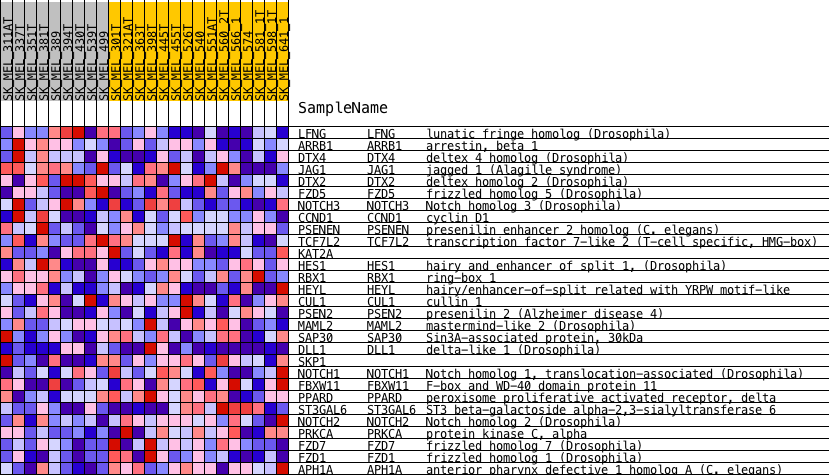 SK_MEL_311AT
SK_MEL_337T
SK_MEL_351T
SK_MEL_381T
SK_MEL_389
SK_MEL_394T
SK_MEL_430T
SK_MEL_539T
SK_MEL_499
SK_MEL_301T
SK_MEL_321AT
SK_MEL_363T
SK_MEL_398T
SK_MEL_445T
SK_MEL_455T
SK_MEL_526T
SK_MEL_540
SK_MEL_551AT
SK_MEL_560_2T
SK_MEL_566_1
SK_MEL_574
SK_MEL_581_1T
SK_MEL_598_1T
SK_MEL_641_1
SampleName
LFNG LFNG lunatic fringe homolog (Drosophila)
ARRB1 ARRB1 arrestin, beta 1
DTX4 DTX4 deltex 4 homolog (Drosophila)
JAG1 JAG1 jagged 1 (Alagille syndrome)
DTX2 DTX2 deltex homolog 2 (Drosophila)
FZD5 FZD5 frizzled homolog 5 (Drosophila)
NOTCH3 NOTCH3 Notch homolog 3 (Drosophila)
CCND1 CCND1 cyclin D1
PSENEN PSENEN presenilin enhancer 2 homolog (C. elegans)
TCF7L2 TCF7L2 transcription factor 7-like 2 (T-cell specific, HMG-box)
KAT2A
HES1 HES1 hairy and enhancer of split 1, (Drosophila)
RBX1 RBX1 ring-box 1
HEYL HEYL hairy/enhancer-of-split related with YRPW motif-like
CUL1 CUL1 cullin 1
PSEN2 PSEN2 presenilin 2 (Alzheimer disease 4)
MAML2 MAML2 mastermind-like 2 (Drosophila)
SAP30 SAP30 Sin3A-associated protein, 30kDa
DLL1 DLL1 delta-like 1 (Drosophila)
SKP1
NOTCH1 NOTCH1 Notch homolog 1, translocation-associated (Drosophila)
FBXW11 FBXW11 F-box and WD-40 domain protein 11
PPARD PPARD peroxisome proliferative activated receptor, delta
ST3GAL6 ST3GAL6 ST3 beta-galactoside alpha-2,3-sialyltransferase 6
NOTCH2 NOTCH2 Notch homolog 2 (Drosophila)
PRKCA PRKCA protein kinase C, alpha
FZD7 FZD7 frizzled homolog 7 (Drosophila)
FZD1 FZD1 frizzled homolog 1 (Drosophila)
APH1A APH1A anterior pharynx defective 1 homolog A (C. elegans)